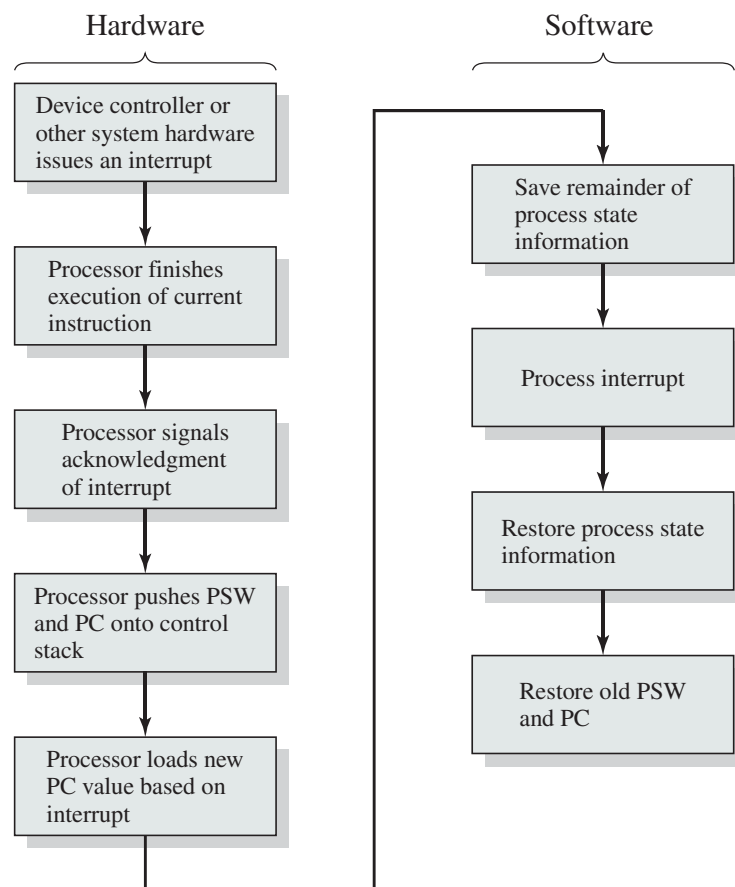 Hardware
Device controller or
other system hardware
issues an interrupt
Processor finishes
execution of current
instruction
Processor signals
acknowledgment
of interrupt
Processor pushes PSW
and PC onto control
stack
Processor loads new
PC value based on
interrupt
Software
Save remainder of
process state
information
Process interrupt
Restore process state
information
Restore old PSW
and PC